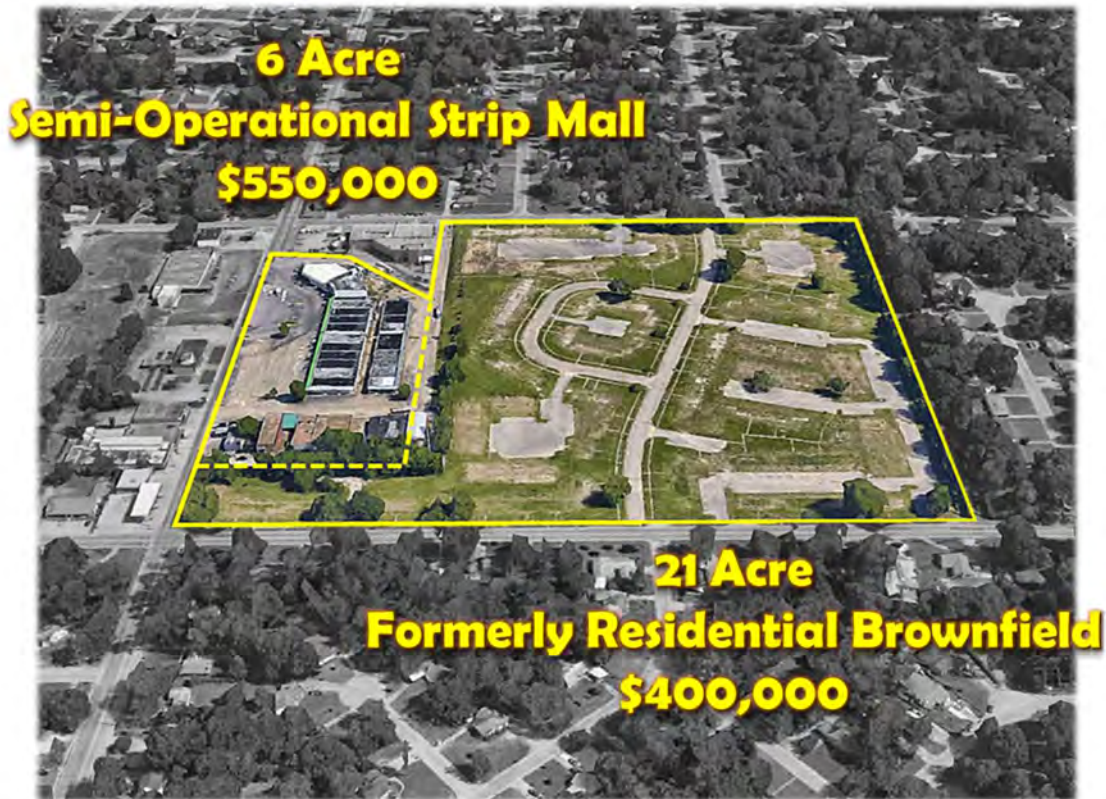 6 Acre
Semi-Operational Strip Mall
$550,000
21 Acre
Formerly Residential Brownfield
$400,000